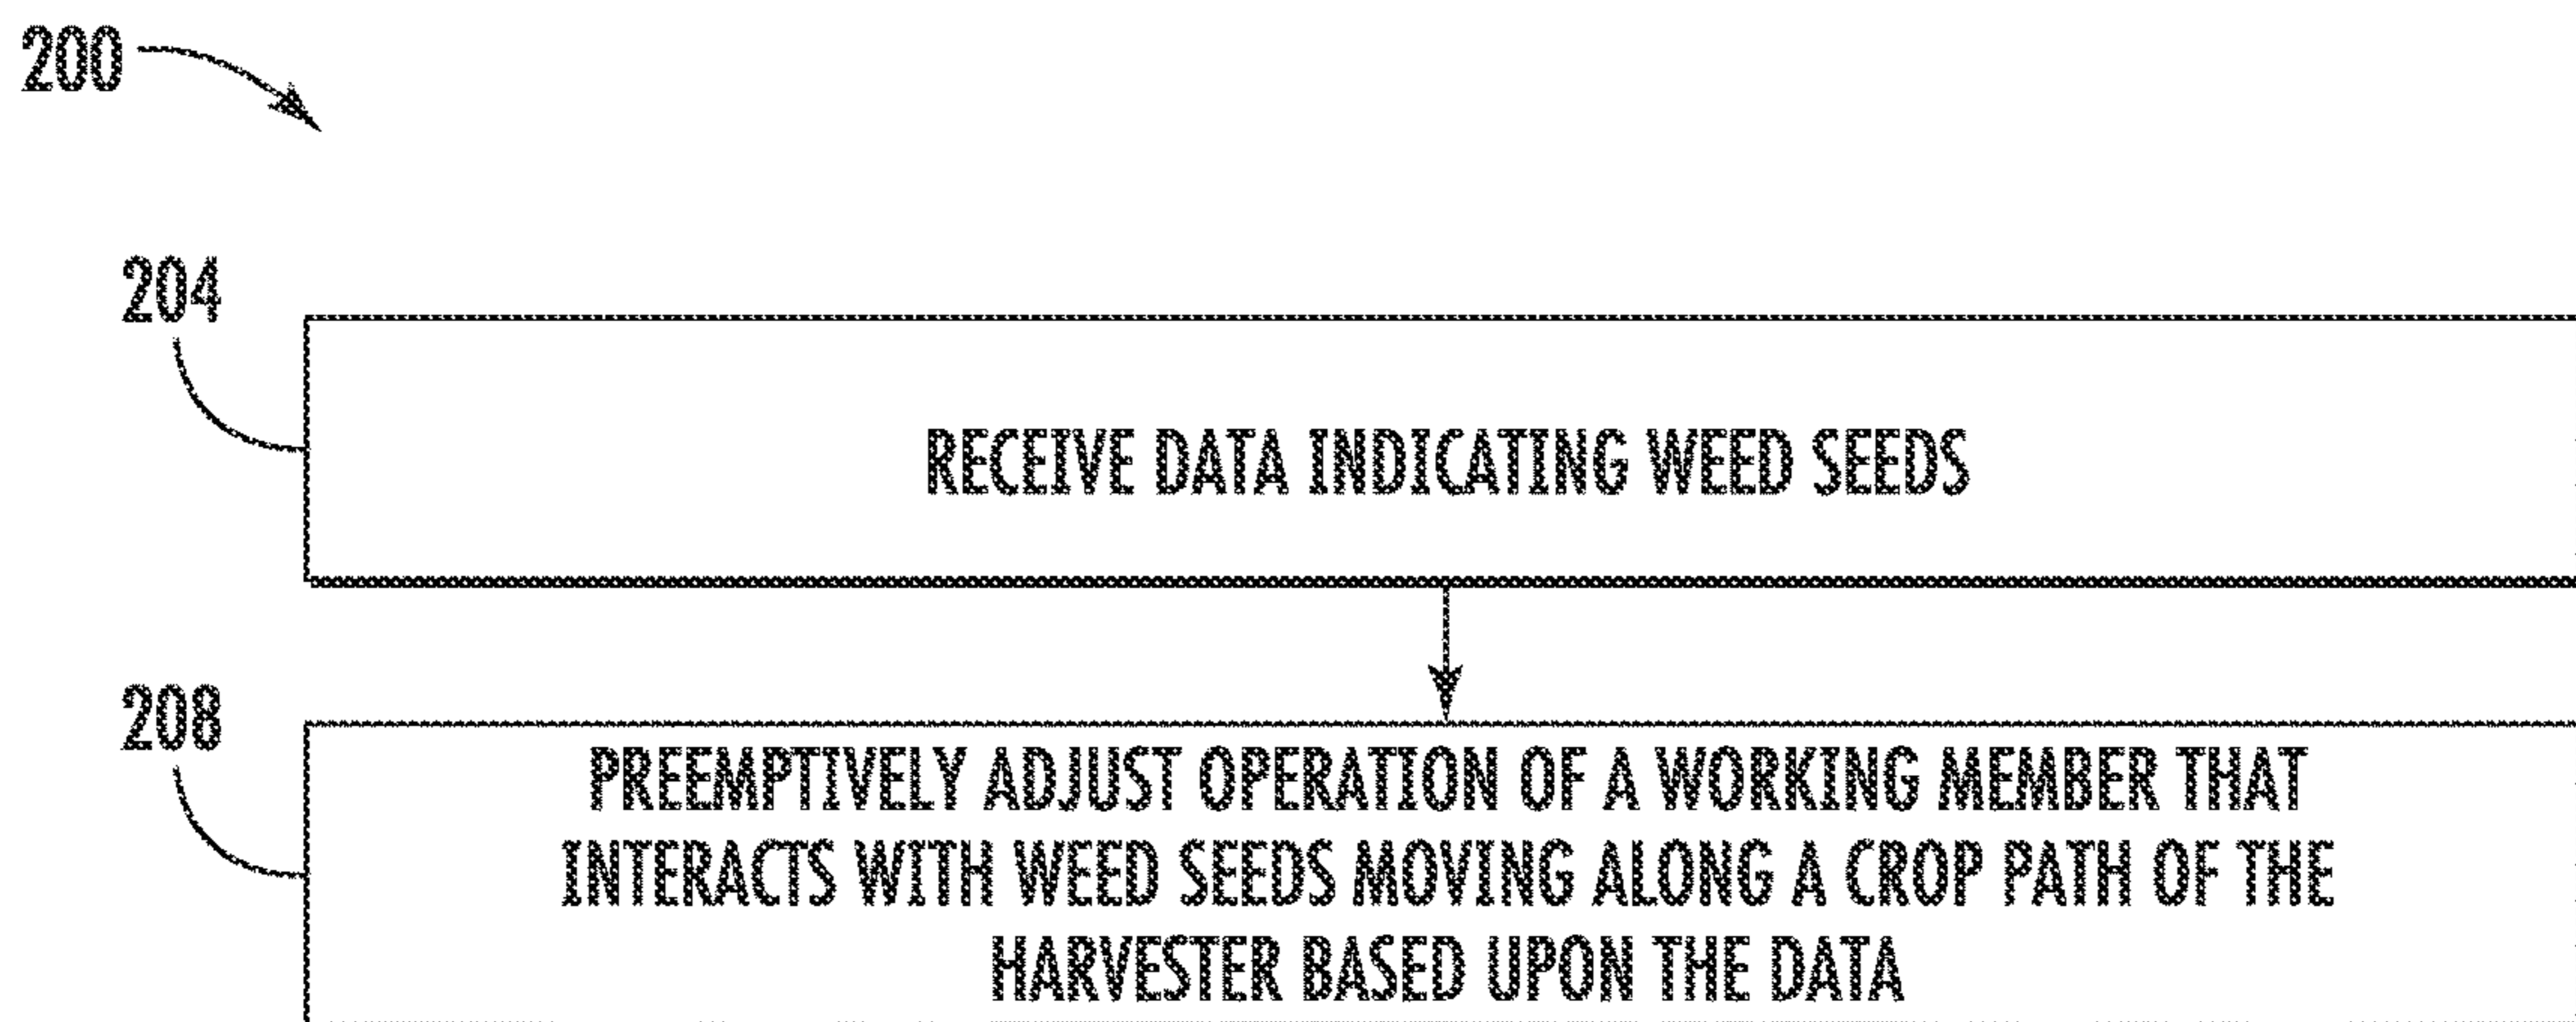 200
204
RECEIVE DATA INDICATING WEED SEEDS
208
PREEMPTIVELY ADJUST OPERATION OF A WORKING MEMBER THAT
INTERACTS WITH WEED SEEDS MOVING ALONG A CROP PATH OF THE
HARVESTER BASED UPON THE DATA